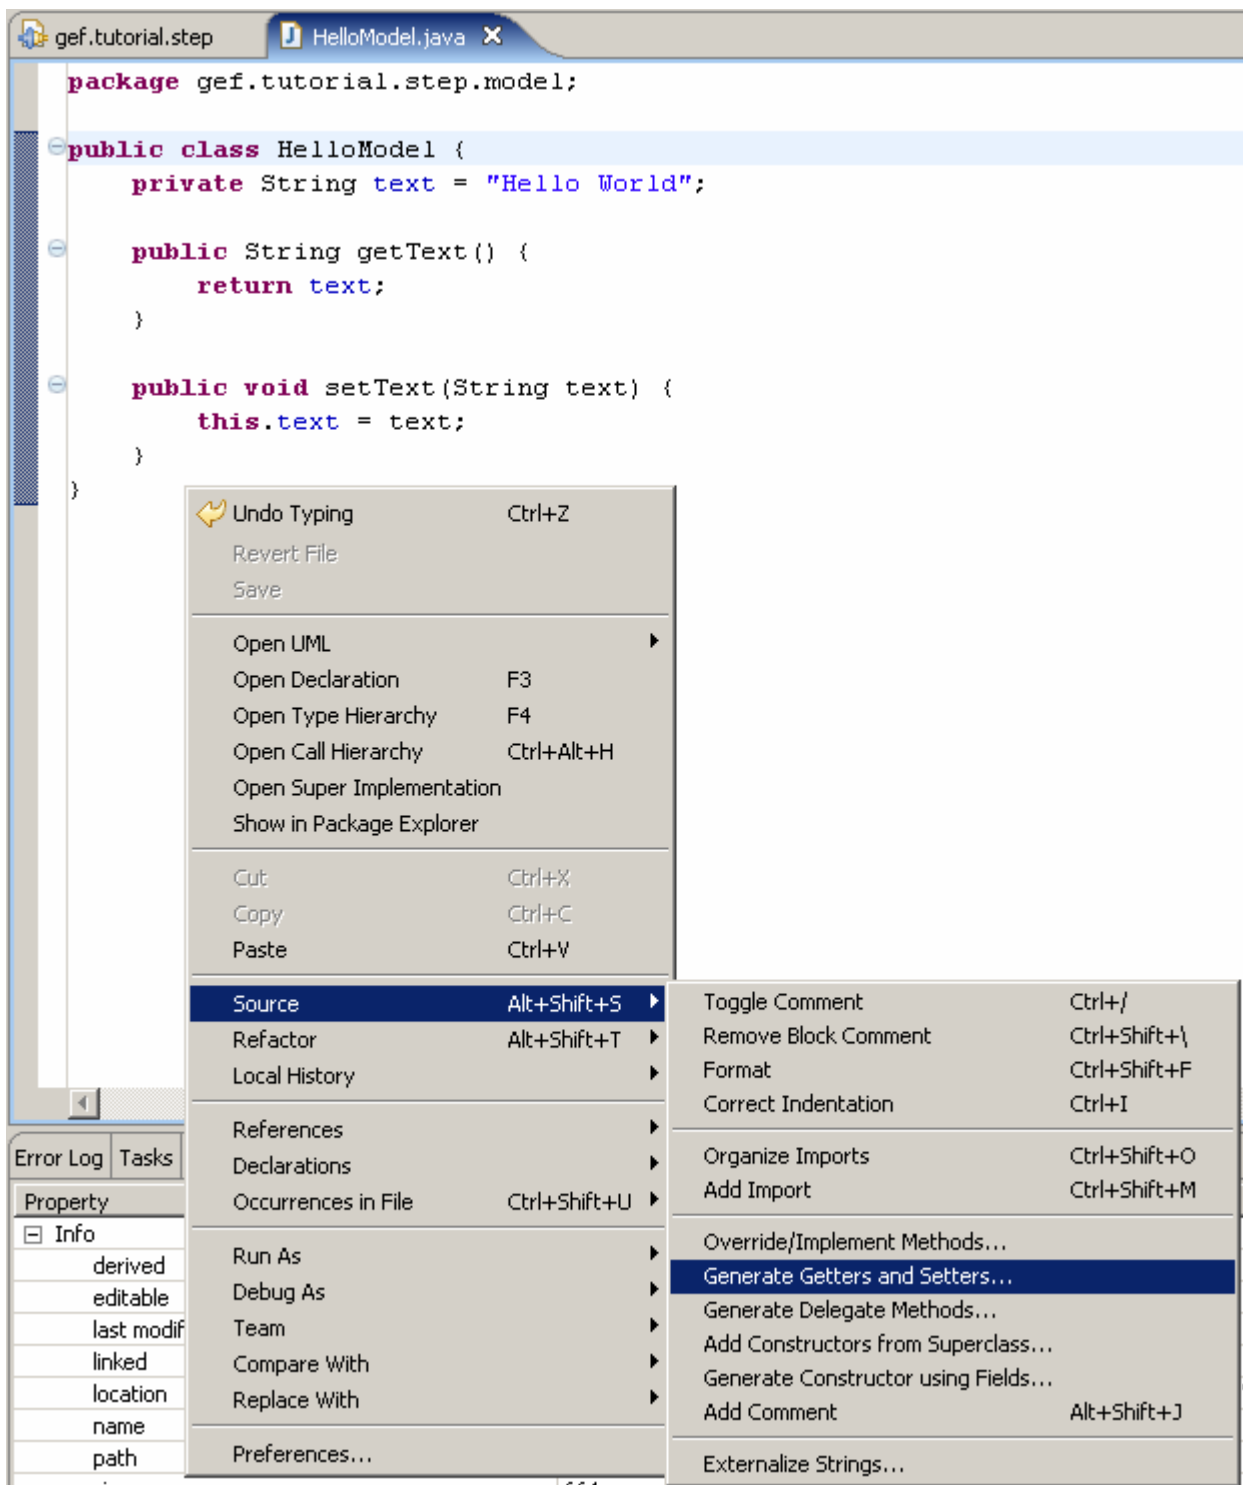 gef.tutorial.step HelloModel.java
package gef.tutorial.step.model;
public class HelloModel {
private String text = "Hello World";
public String getText() {
return text;
}
public void setText(String text) {
this.text = text;
}
}
Undo Typing Ctrl+Z
Revert File
Save
Open UML
Open Declaration F3
Open Type Hierarchy F4
Open Call Hierarchy Ctrl+Alt+H
Open Super Implementation
Show in Package Explorer
Cut Ctrl+X
Copy Ctrl+C
Paste Ctrl+V
Source Alt+Shift+S
Refactor Alt+Shift+T
Local History
References
Declarations
Occurrences in File Ctrl+Shift+U
Run As
Debug As
Team
Compare With
Replace With
Preferences...
Toggle Comment Ctrl+/
Remove Block Comment Ctrl+Shift+\
Format Ctrl+Shift+F
Correct Indentation Ctrl+I
Organize Imports Ctrl+Shift+O
Add Import Ctrl+Shift+M
Override/Implement Methods...
Generate Getters and Setters...
Generate Delegate Methods...
Add Constructors from Superclass...
Generate Constructor using Fields...
Add Comment Alt+Shift+J
Externalize Strings...
Error Log Tasks
Property
Info
derived
editable
last modif
linked
location
name
path